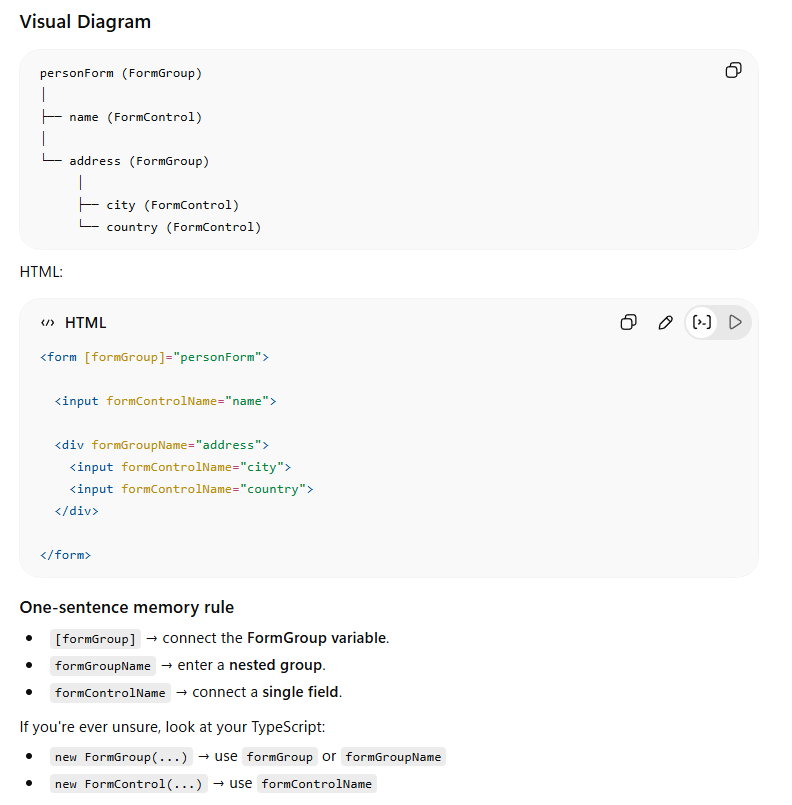 Visual Diagram
personForm (FormGroup)
│
├── name (FormControl)
│
└── address (FormGroup)
     │
     ├── city (FormControl)
     └── country (FormControl)
HTML:
HTML
<form [formGroup]="personForm">
  <input formControlName="name">
  <div formGroupName="address">
    <input formControlName="city">
    <input formControlName="country">
  </div>
</form>
One-sentence memory rule
• [formGroup] → connect the FormGroup variable.
• formGroupName → enter a nested group.
• formControlName → connect a single field.
If you're ever unsure, look at your TypeScript:
• new FormGroup(...) → use formGroup or formGroupName
• new FormControl(...) → use formControlName